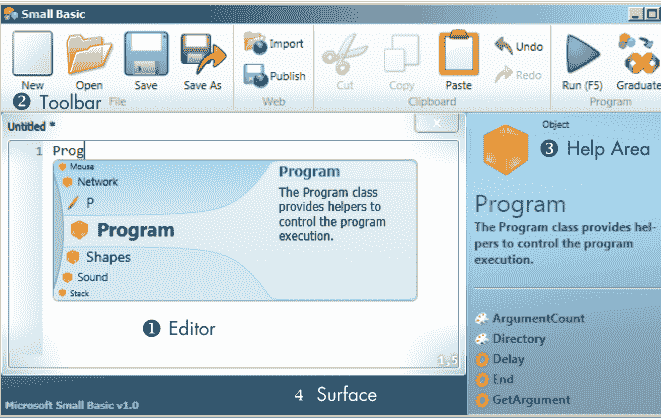 Small Basic
New
Open
Save
Save As
File
Import
Publish
Web
Cut
Copy
Paste
Undo
Redo
Clipboard
Run (F5)
Graduate
Program
2 Toolbar
Untitled *
1 Prog
Mouse
Network
P
Program
Shapes
Sound
Stack
Program
The Program class
provides helpers to
control the program
execution.
1 Editor
1,5
Object
3 Help Area
Program
The Program class provides hel-
pers to control the program
execution.
ArgumentCount
Directory
Delay
End
GetArgument
4 Surface
Microsoft Small Basic v1.0